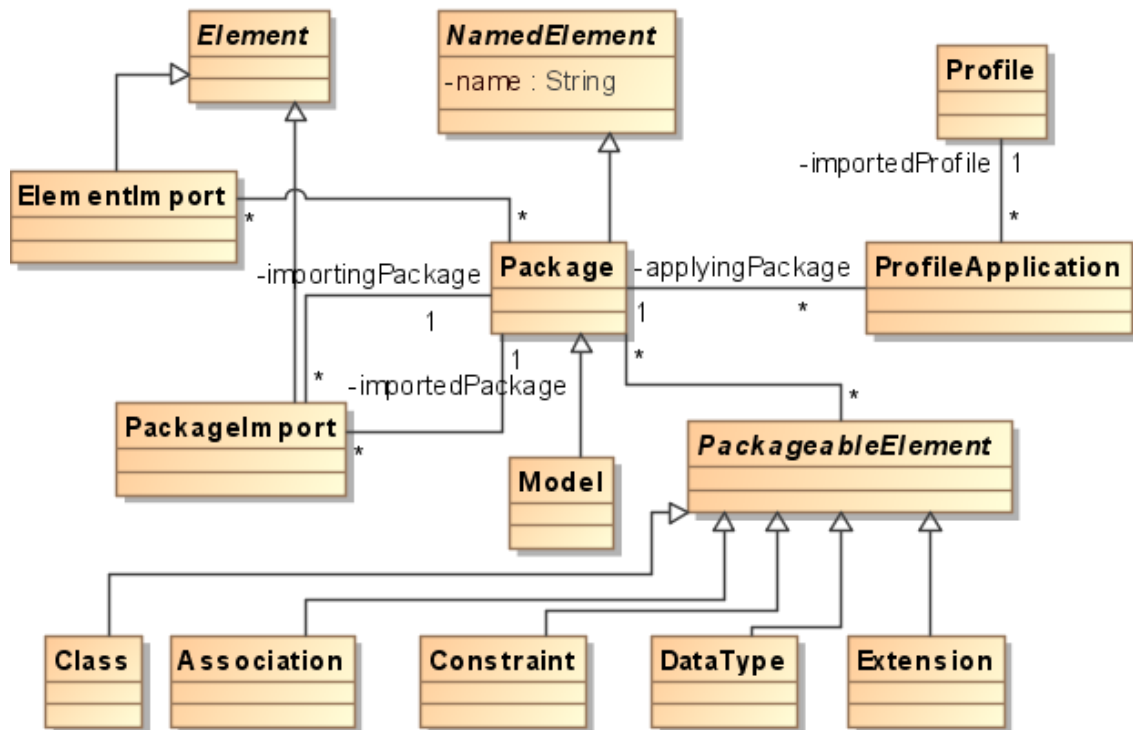 Element
NamedElement
-name : String
Profile
-importedProfile
1
*
ElementImport
*
*
Package
-importingPackage
1
*
-applyingPackage
1
*
ProfileApplication
1
-importedPackage
*
PackageImport
*
*
PackageableElement
Model
Class
Association
Constraint
DataType
Extension